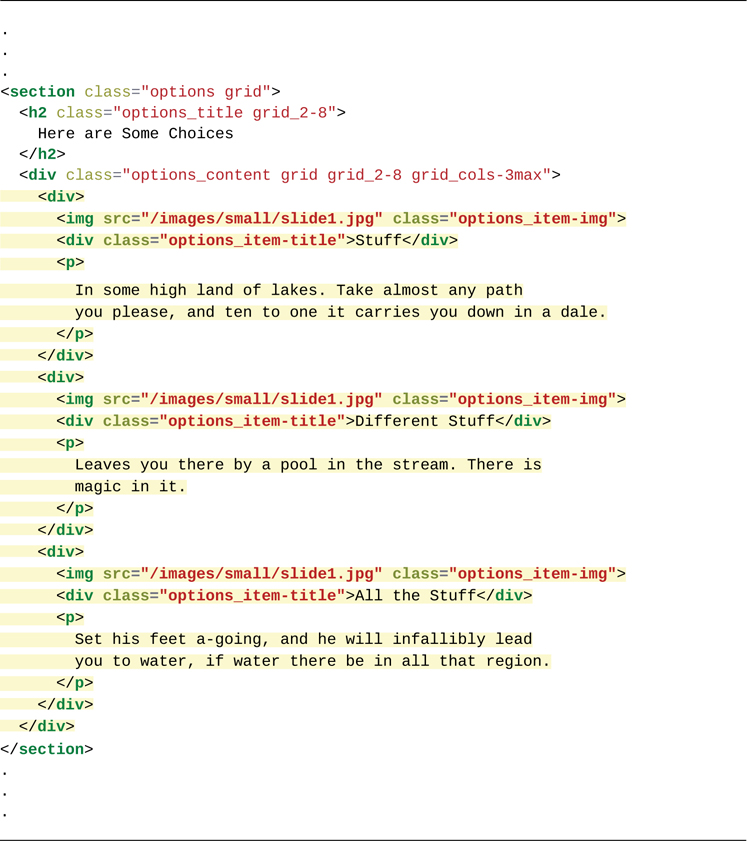 .
.
.
<section class="options grid">
  <h2 class="options_title grid_2-8">
    Here are Some Choices
  </h2>
  <div class="options_content grid grid_2-8 grid_cols-3max">
    <div>
      <img src="/images/small/slide1.jpg" class="options_item-img">
      <div class="options_item-title">Stuff</div>
      <p>
        In some high land of lakes. Take almost any path
        you please, and ten to one it carries you down in a dale.
      </p>
    </div>
    <div>
      <img src="/images/small/slide1.jpg" class="options_item-img">
      <div class="options_item-title">Different Stuff</div>
      <p>
        Leaves you there by a pool in the stream. There is
        magic in it.
      </p>
    </div>
    <div>
      <img src="/images/small/slide1.jpg" class="options_item-img">
      <div class="options_item-title">All the Stuff</div>
      <p>
        Set his feet a-going, and he will infallibly lead
        you to water, if water there be in all that region.
      </p>
    </div>
  </div>
</section>
.
.
.